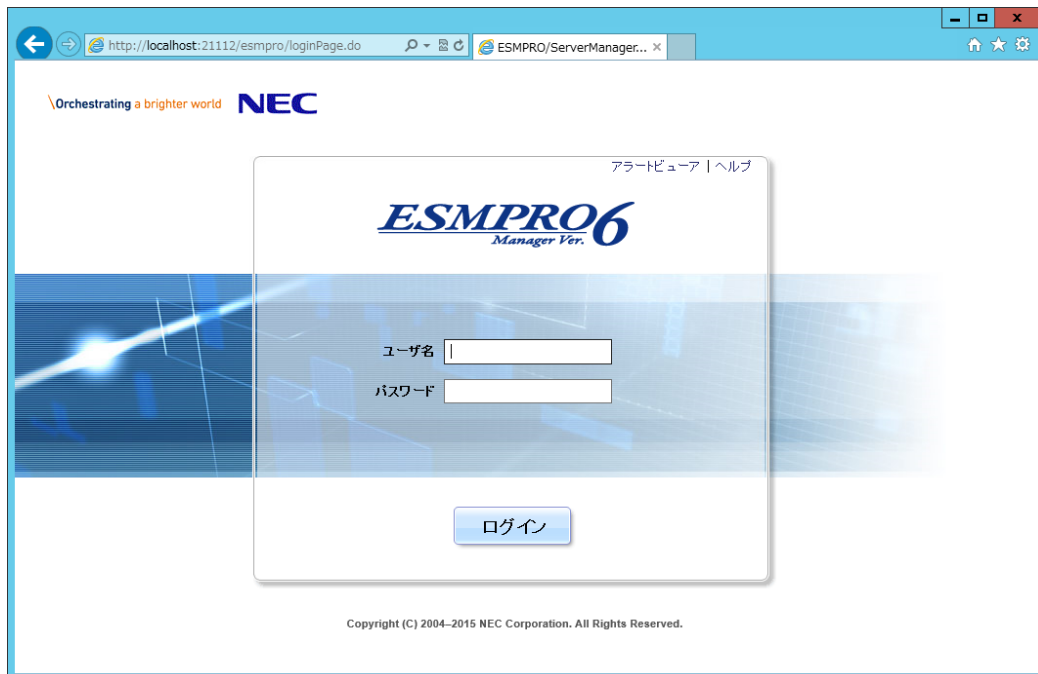 http://localhost:21112/esmpro/loginPage.do
ESMPRO/ServerManager...
\Orchestrating a brighter world NEC
アラートビューア | ヘルプ
ESMPRO6
Manager Ver.
ユーザ名
パスワード
ログイン
Copyright (C) 2004–2015 NEC Corporation. All Rights Reserved.